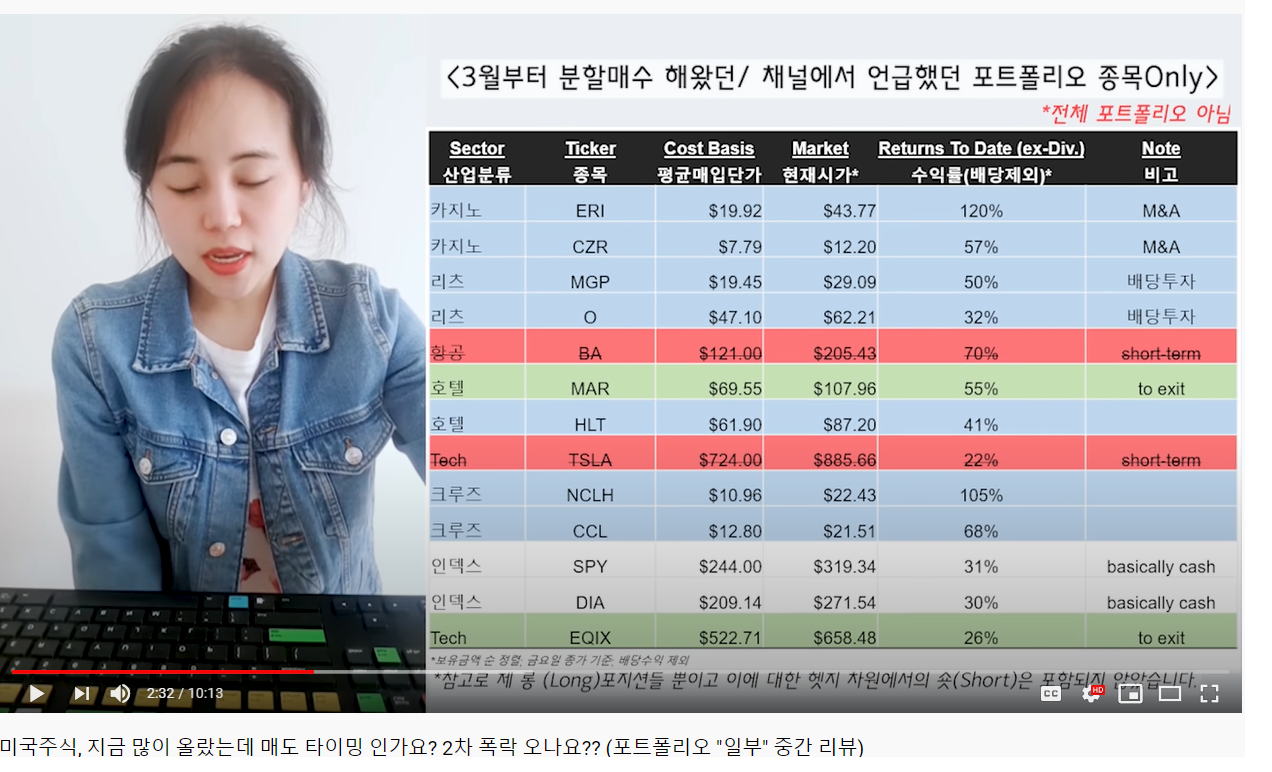 <3월부터 분할매수 해왔던/ 채널에서 언급했던 포트폴리오 종목Only>
*전체 포트폴리오 아님
Sector Ticker Cost Basis Market Returns To Date (ex-Div.) Note
산업분류 종목 평균매입단가 현재시가* 수익률(배당제외)* 비고
카지노 ERI $19.92 $43.77 120% M&A
카지노 CZR $7.79 $12.20 57% M&A
리츠 MGP $19.45 $29.09 50% 배당투자
리츠 O $47.10 $62.21 32% 배당투자
항공 BA $121.00 $205.43 70% short-term
호텔 MAR $69.55 $107.96 55% to exit
호텔 HLT $61.90 $87.20 41%
Tech TSLA $724.00 $885.66 22% short-term
크루즈 NCLH $10.96 $22.43 105%
크루즈 CCL $12.80 $21.51 68%
인덱스 SPY $244.00 $319.34 31% basically cash
인덱스 DIA $209.14 $271.54 30% basically cash
Tech EQIX $522.71 $658.48 26% to exit
*보유금액 순 정렬; 금요일 종가 기준; 배당수익 제외
*참고로 제 롱 (Long)포지션들 뿐이고 이에 대한 헷지 차원에서의 숏(Short)은 포함되지 않았습니다.
2:32 / 10:13
CC HD
미국주식, 지금 많이 올랐는데 매도 타이밍 인가요? 2차 폭락 오나요?? (포트폴리오 "일부" 중간 리뷰)